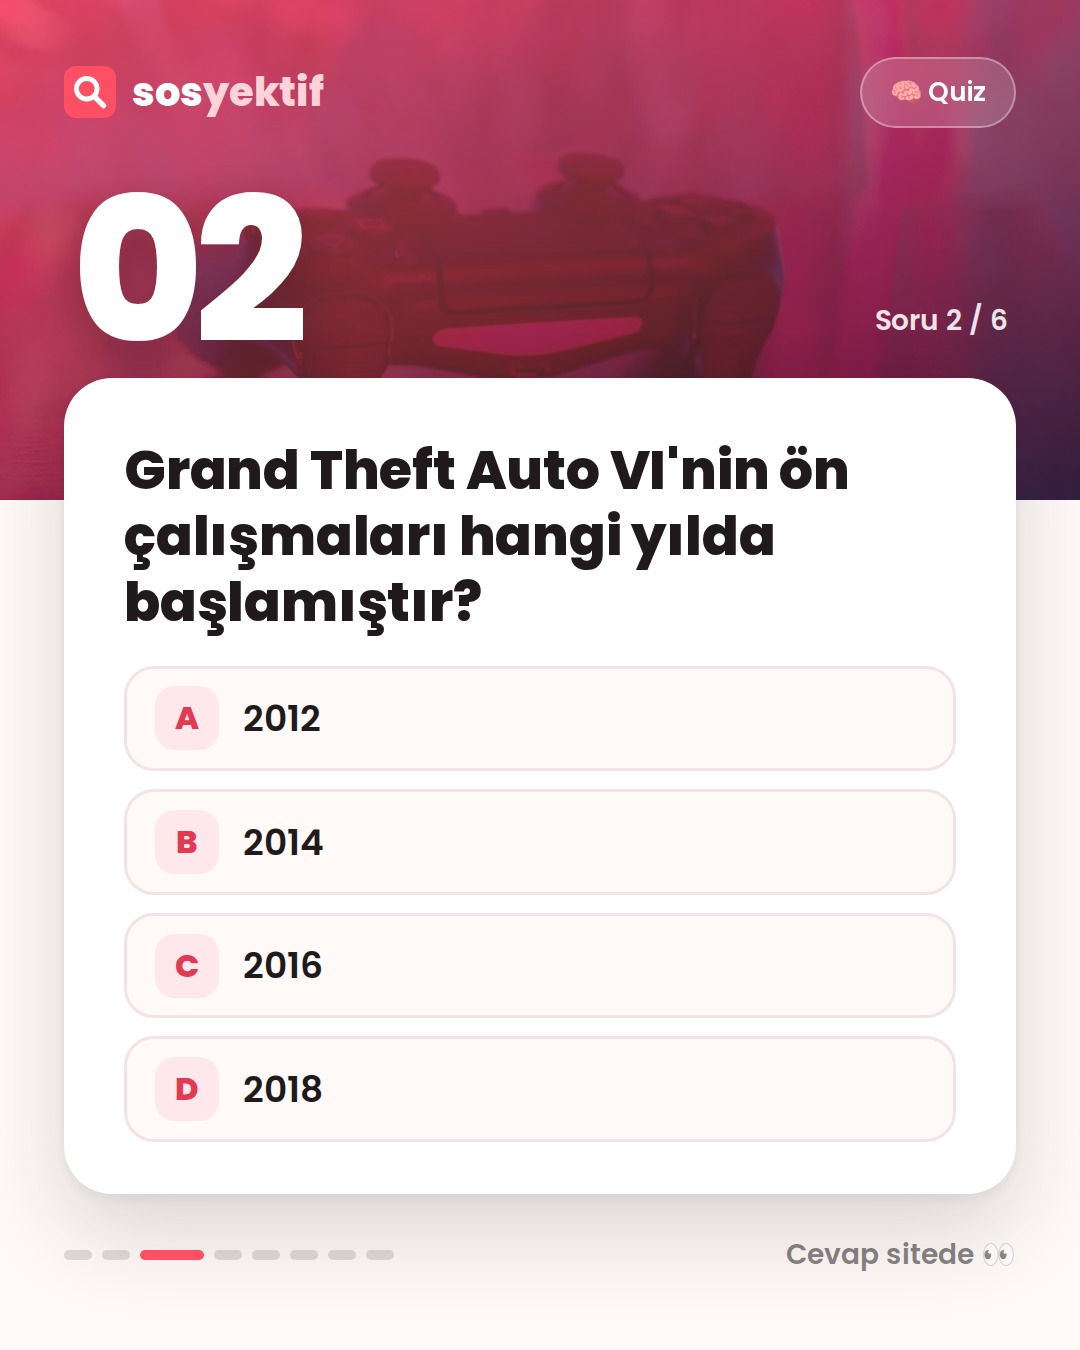 sosyektif
🧠 Quiz
02
Soru 2 / 6
Grand Theft Auto VI'nin ön
çalışmaları hangi yılda
başlamıştır?
A 2012
B 2014
C 2016
D 2018
Cevap sitede 👀